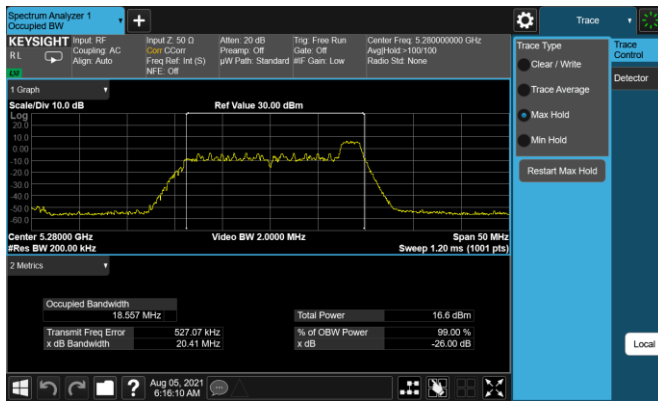 Spectrum Analyzer 1
Occupied BW
+
Trace
KEYSIGHT
RL
Input: RF
Coupling: AC
Align: Auto
Input Z: 50 Ω
Corr CCorr
Freq Ref: Int (S)
NFE: Off
Atten: 20 dB
Preamp: Off
µW Path: Standard
Trig: Free Run
Gate: Off
#IF Gain: Low
Center Freq: 5.280000000 GHz
Avg|Hold:>100/100
Radio Std: None
Trace Type
Clear / Write
Trace Average
Max Hold
Min Hold
Restart Max Hold
Trace
Control
Detector
1 Graph
Scale/Div 10.0 dB
Ref Value 30.00 dBm
Log
20.0
10.0
0.00
-10.0
-20.0
-30.0
-40.0
-50.0
-60.0
Center 5.28000 GHz
#Res BW 200.00 kHz
Video BW 2.0000 MHz
Span 50 MHz
Sweep 1.20 ms (1001 pts)
2 Metrics
Occupied Bandwidth
18.557 MHz
Transmit Freq Error 527.07 kHz
x dB Bandwidth 20.41 MHz
Total Power 16.6 dBm
% of OBW Power 99.00 %
x dB -26.00 dB
Local
?
Aug 05, 2021
6:16:10 AM